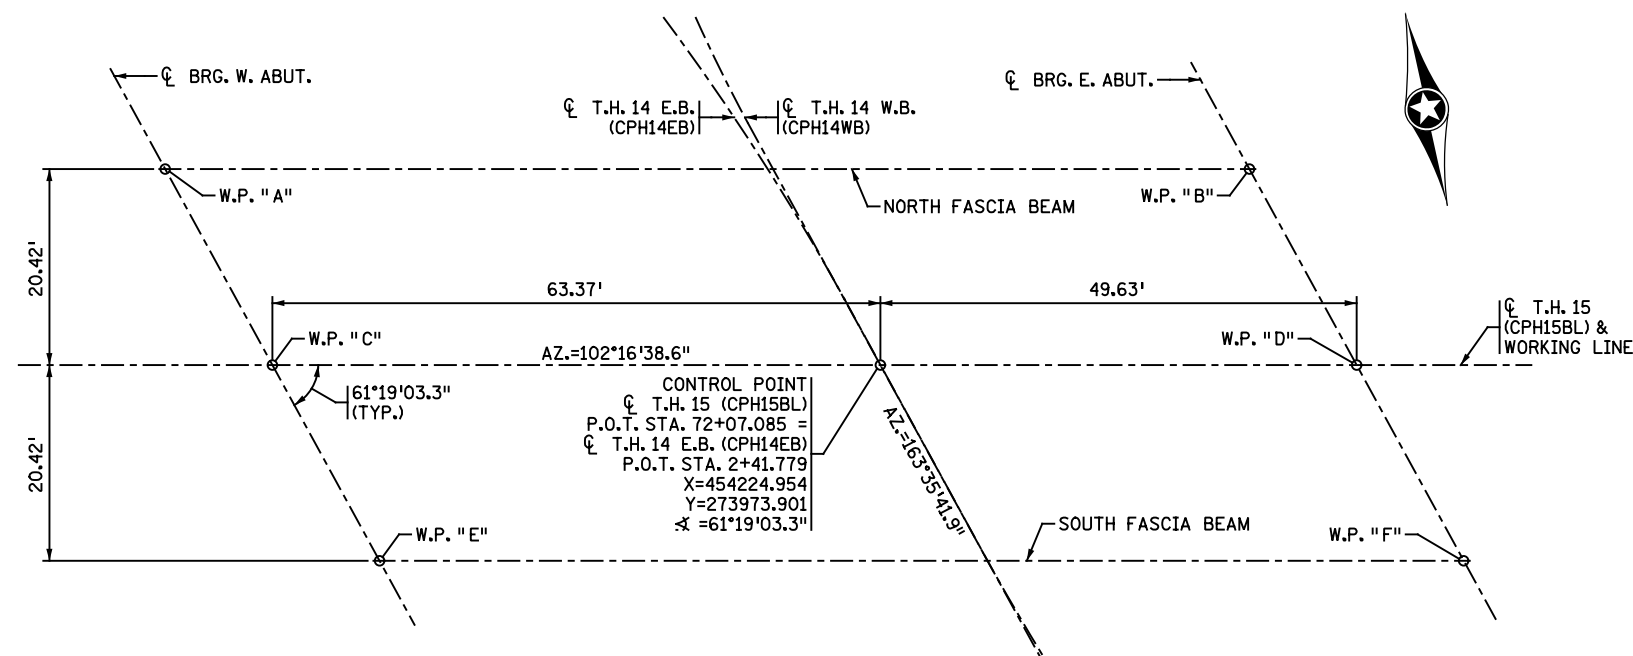 ℄ BRG. W. ABUT.
℄ BRG. E. ABUT.
℄ T.H. 14 E.B.
(CPH14EB)
℄ T.H. 14 W.B.
(CPH14WB)
W.P. "A"
W.P. "B"
NORTH FASCIA BEAM
20.42'
63.37'
49.63'
℄ T.H. 15
(CPH15BL) &
WORKING LINE
W.P. "C"
W.P. "D"
AZ.=102°16'38.6"
61°19'03.3"
(TYP.)
CONTROL POINT
℄ T.H. 15 (CPH15BL)
P.O.T. STA. 72+07.085 =
℄ T.H. 14 E.B. (CPH14EB)
P.O.T. STA. 2+41.779
X=454224.954
Y=273973.901
∢ =61°19'03.3"
AZ.=163°35'41.9"
20.42'
W.P. "E"
SOUTH FASCIA BEAM
W.P. "F"